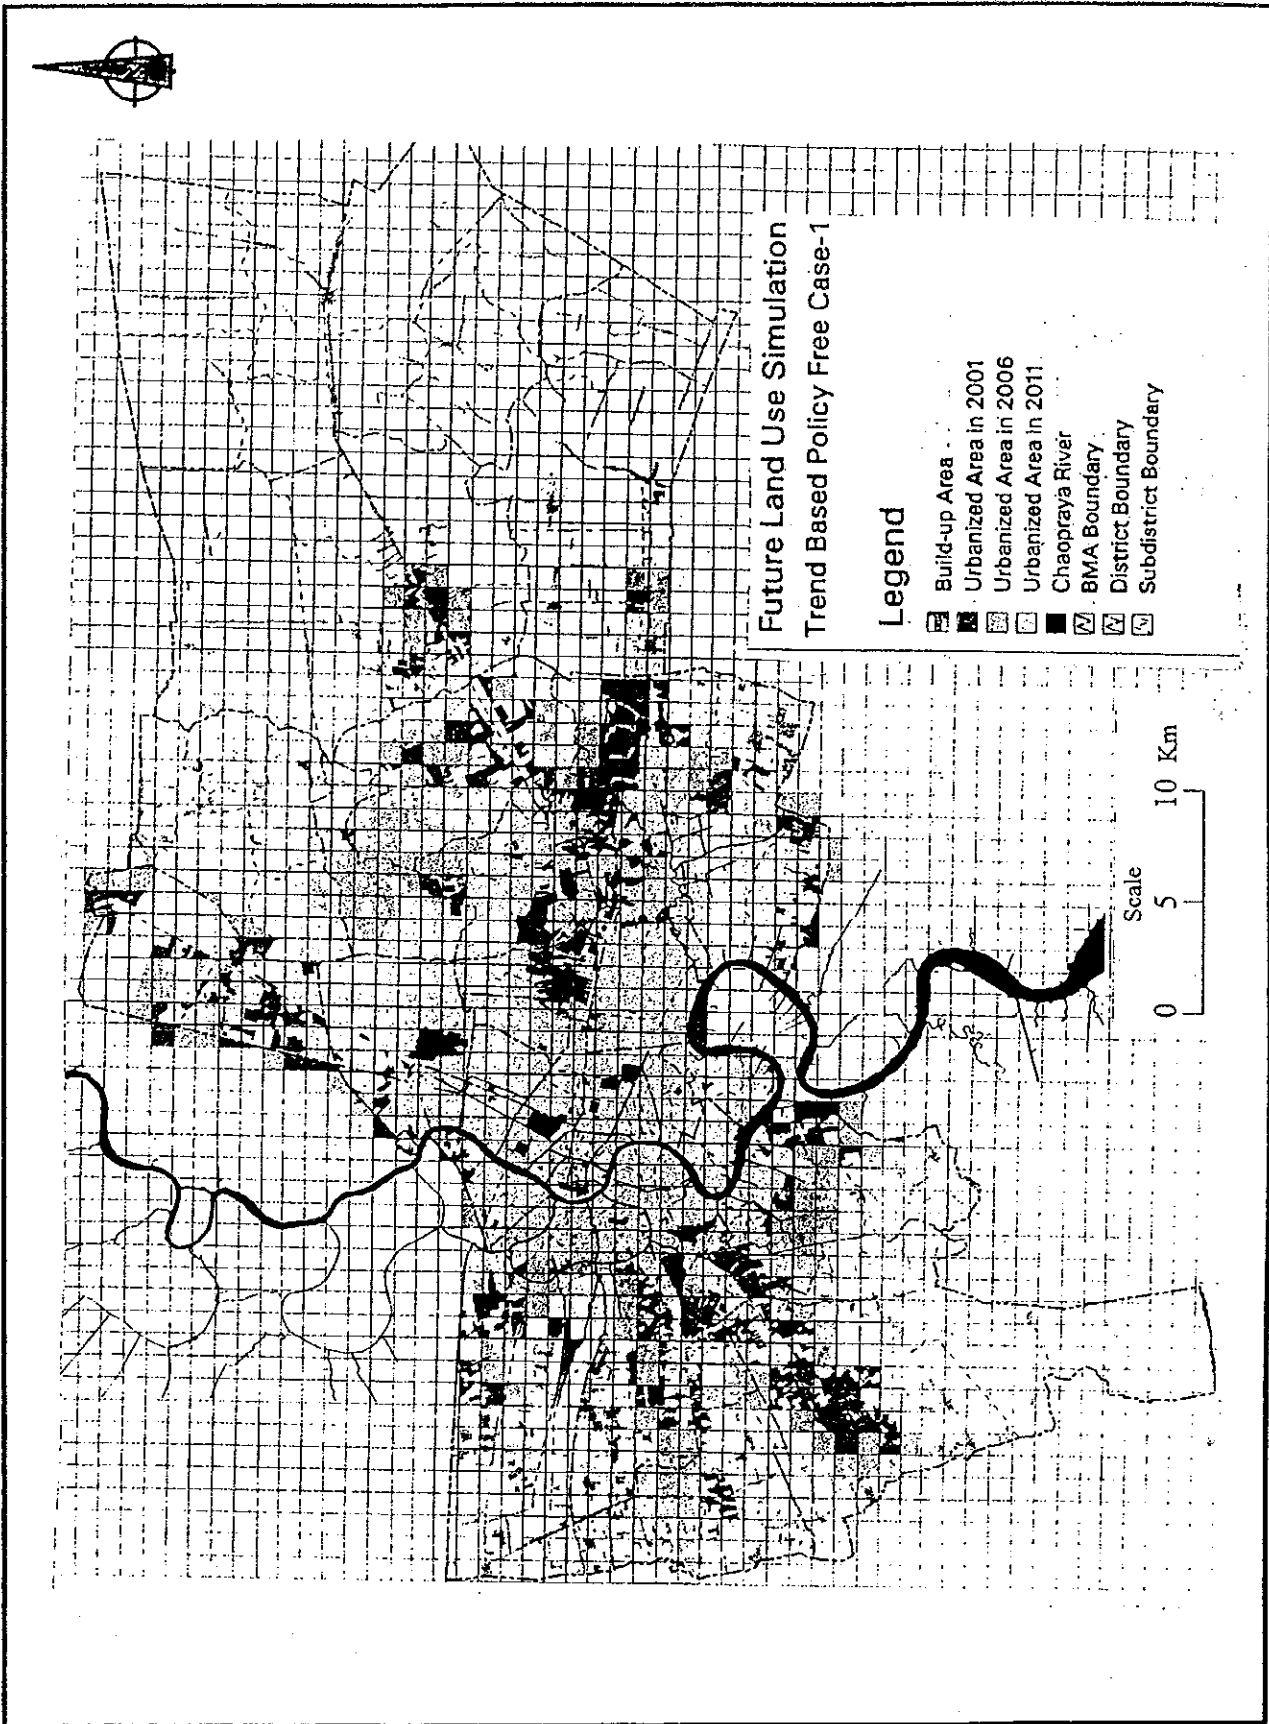 Future Land Use Simulation
Trend Based Policy Free Case-1
Legend
Build-up Area
Urbanized Area in 2001
Urbanized Area in 2006
Urbanized Area in 2011
Chaopraya River
BMA Boundary
District Boundary
Subdistrict Boundary
Scale
0 5 10 Km